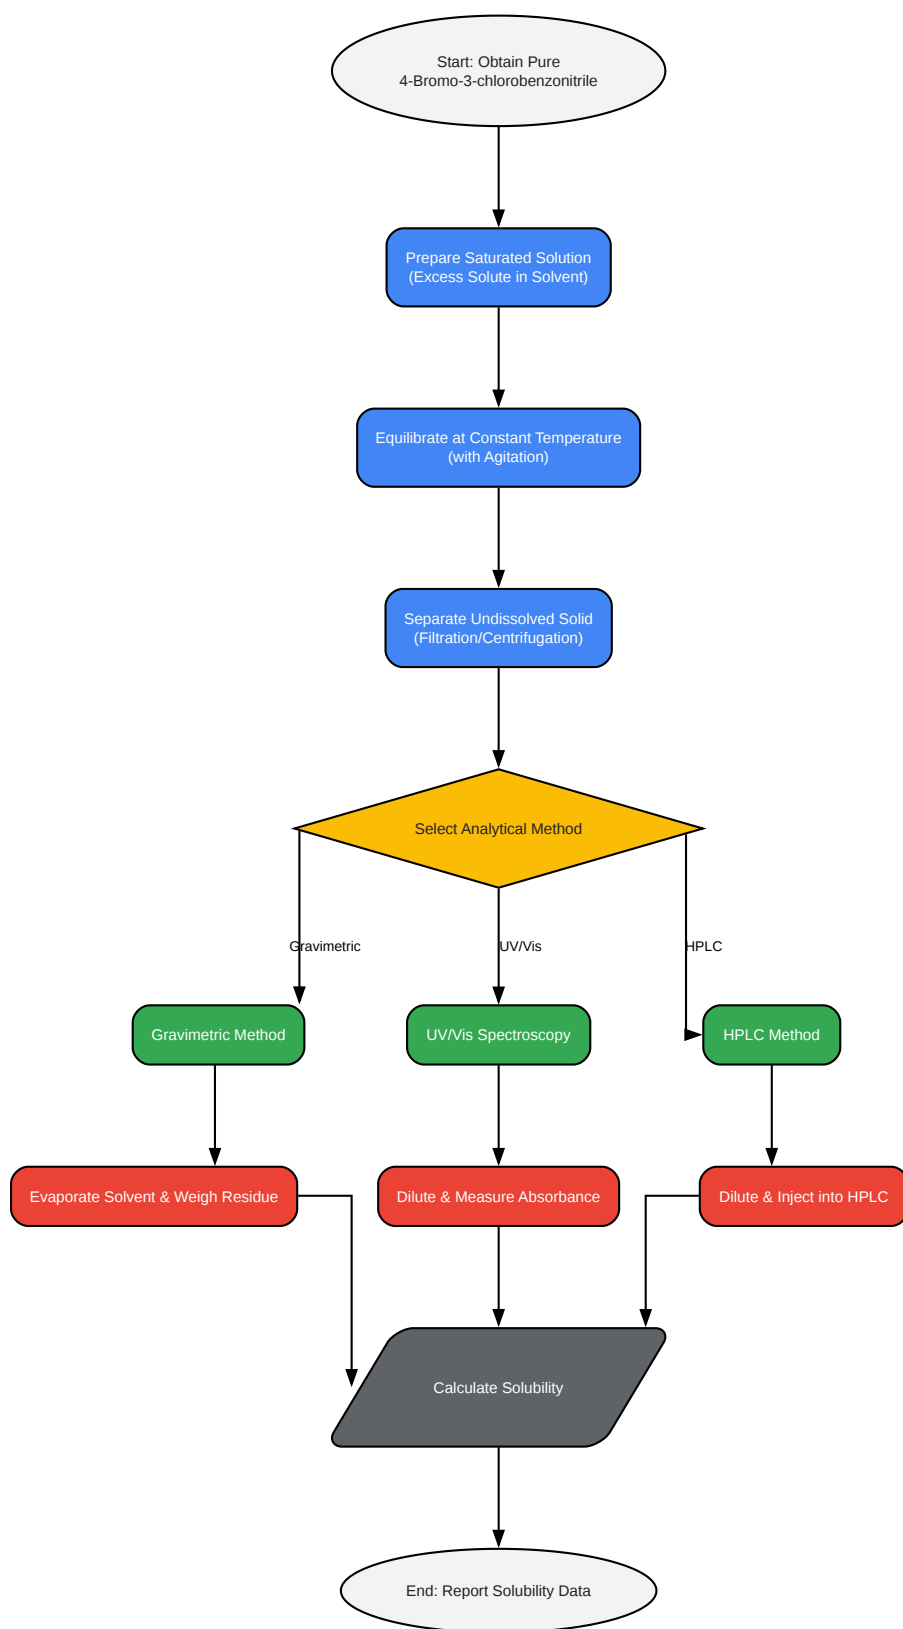 Start: Obtain Pure
4-Bromo-3-chlorobenzonitrile
Prepare Saturated Solution
(Excess Solute in Solvent)
Equilibrate at Constant Temperature
(with Agitation)
Separate Undissolved Solid
(Filtration/Centrifugation)
Select Analytical Method
Gravimetric
UV/Vis
HPLC
Gravimetric Method
UV/Vis Spectroscopy
HPLC Method
Evaporate Solvent & Weigh Residue
Dilute & Measure Absorbance
Dilute & Inject into HPLC
Calculate Solubility
End: Report Solubility Data